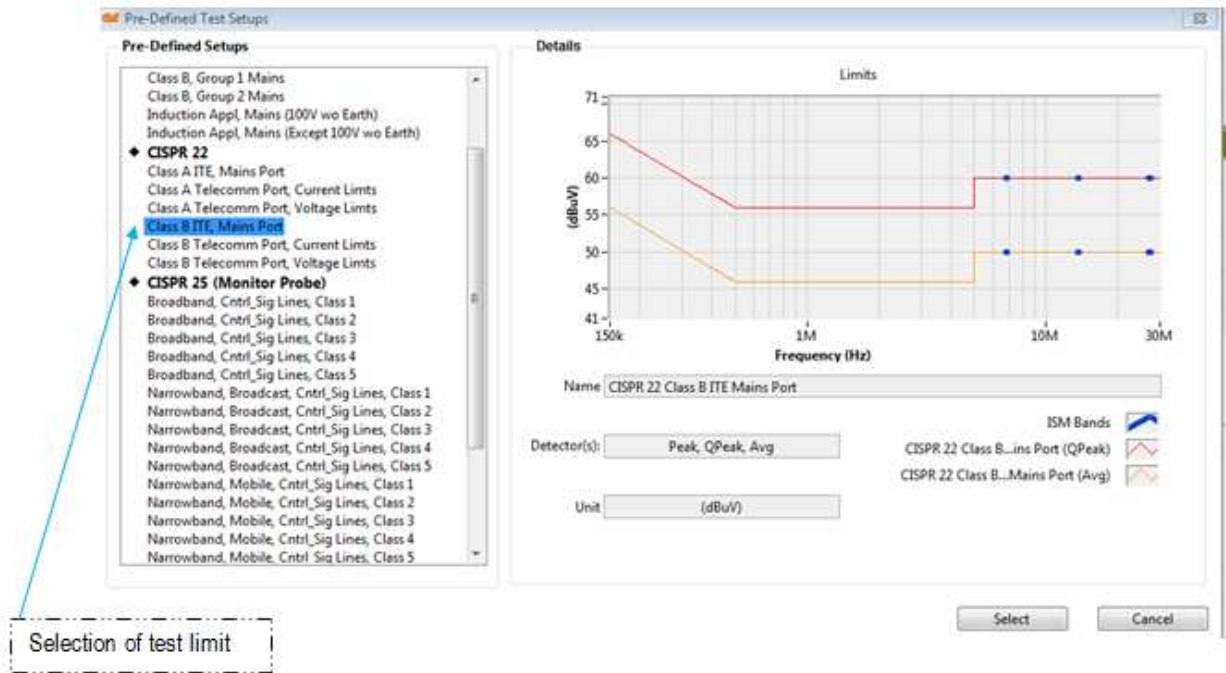 Pre-Defined Test Setups
Pre-Defined Setups
Class B, Group 1 Mains
Class B, Group 2 Mains
Induction Appl, Mains (100V wo Earth)
Induction Appl, Mains (Except 100V wo Earth)
CISPR 22
Class A ITE, Mains Port
Class A Telecomm Port, Current Limts
Class A Telecomm Port, Voltage Limts
Class B ITE, Mains Port
Class B Telecomm Port, Current Limts
Class B Telecomm Port, Voltage Limts
CISPR 25 (Monitor Probe)
Broadband, Cntrl_Sig Lines, Class 1
Broadband, Cntrl_Sig Lines, Class 2
Broadband, Cntrl_Sig Lines, Class 3
Broadband, Cntrl_Sig Lines, Class 4
Broadband, Cntrl_Sig Lines, Class 5
Narrowband, Broadcast, Cntrl_Sig Lines, Class 1
Narrowband, Broadcast, Cntrl_Sig Lines, Class 2
Narrowband, Broadcast, Cntrl_Sig Lines, Class 3
Narrowband, Broadcast, Cntrl_Sig Lines, Class 4
Narrowband, Broadcast, Cntrl_Sig Lines, Class 5
Narrowband, Mobile, Cntrl_Sig Lines, Class 1
Narrowband, Mobile, Cntrl_Sig Lines, Class 2
Narrowband, Mobile, Cntrl_Sig Lines, Class 3
Narrowband, Mobile, Cntrl_Sig Lines, Class 4
Narrowband, Mobile, Cntrl_Sig Lines, Class 5
Details
Limits
71
65
60
55
50
45
41
(dBuV)
150k 1M 10M 30M
Frequency (Hz)
Name CISPR 22 Class B ITE Mains Port
ISM Bands
Detector(s): Peak, QPeak, Avg
CISPR 22 Class B...ins Port (QPeak)
CISPR 22 Class B...Mains Port (Avg)
Unit (dBuV)
Select Cancel
Selection of test limit